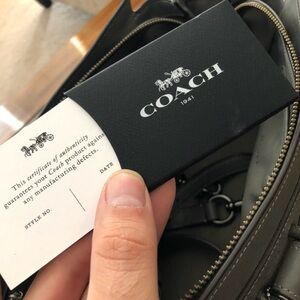 COACH
1941
This certificate of authenticity
guarantees your Coach product against
any manufacturing defects.
STYLE NO.
DATE